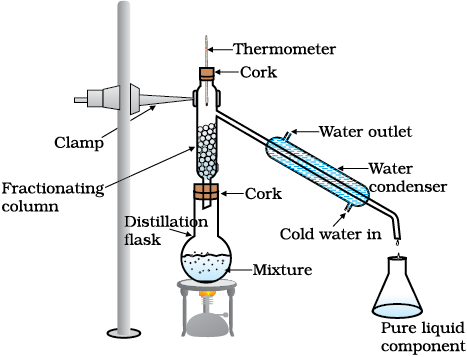 Thermometer
Cork
Clamp
Water outlet
Water
condenser
Fractionating
column
Cork
Distillation
flask
Cold water in
Mixture
Pure liquid
component